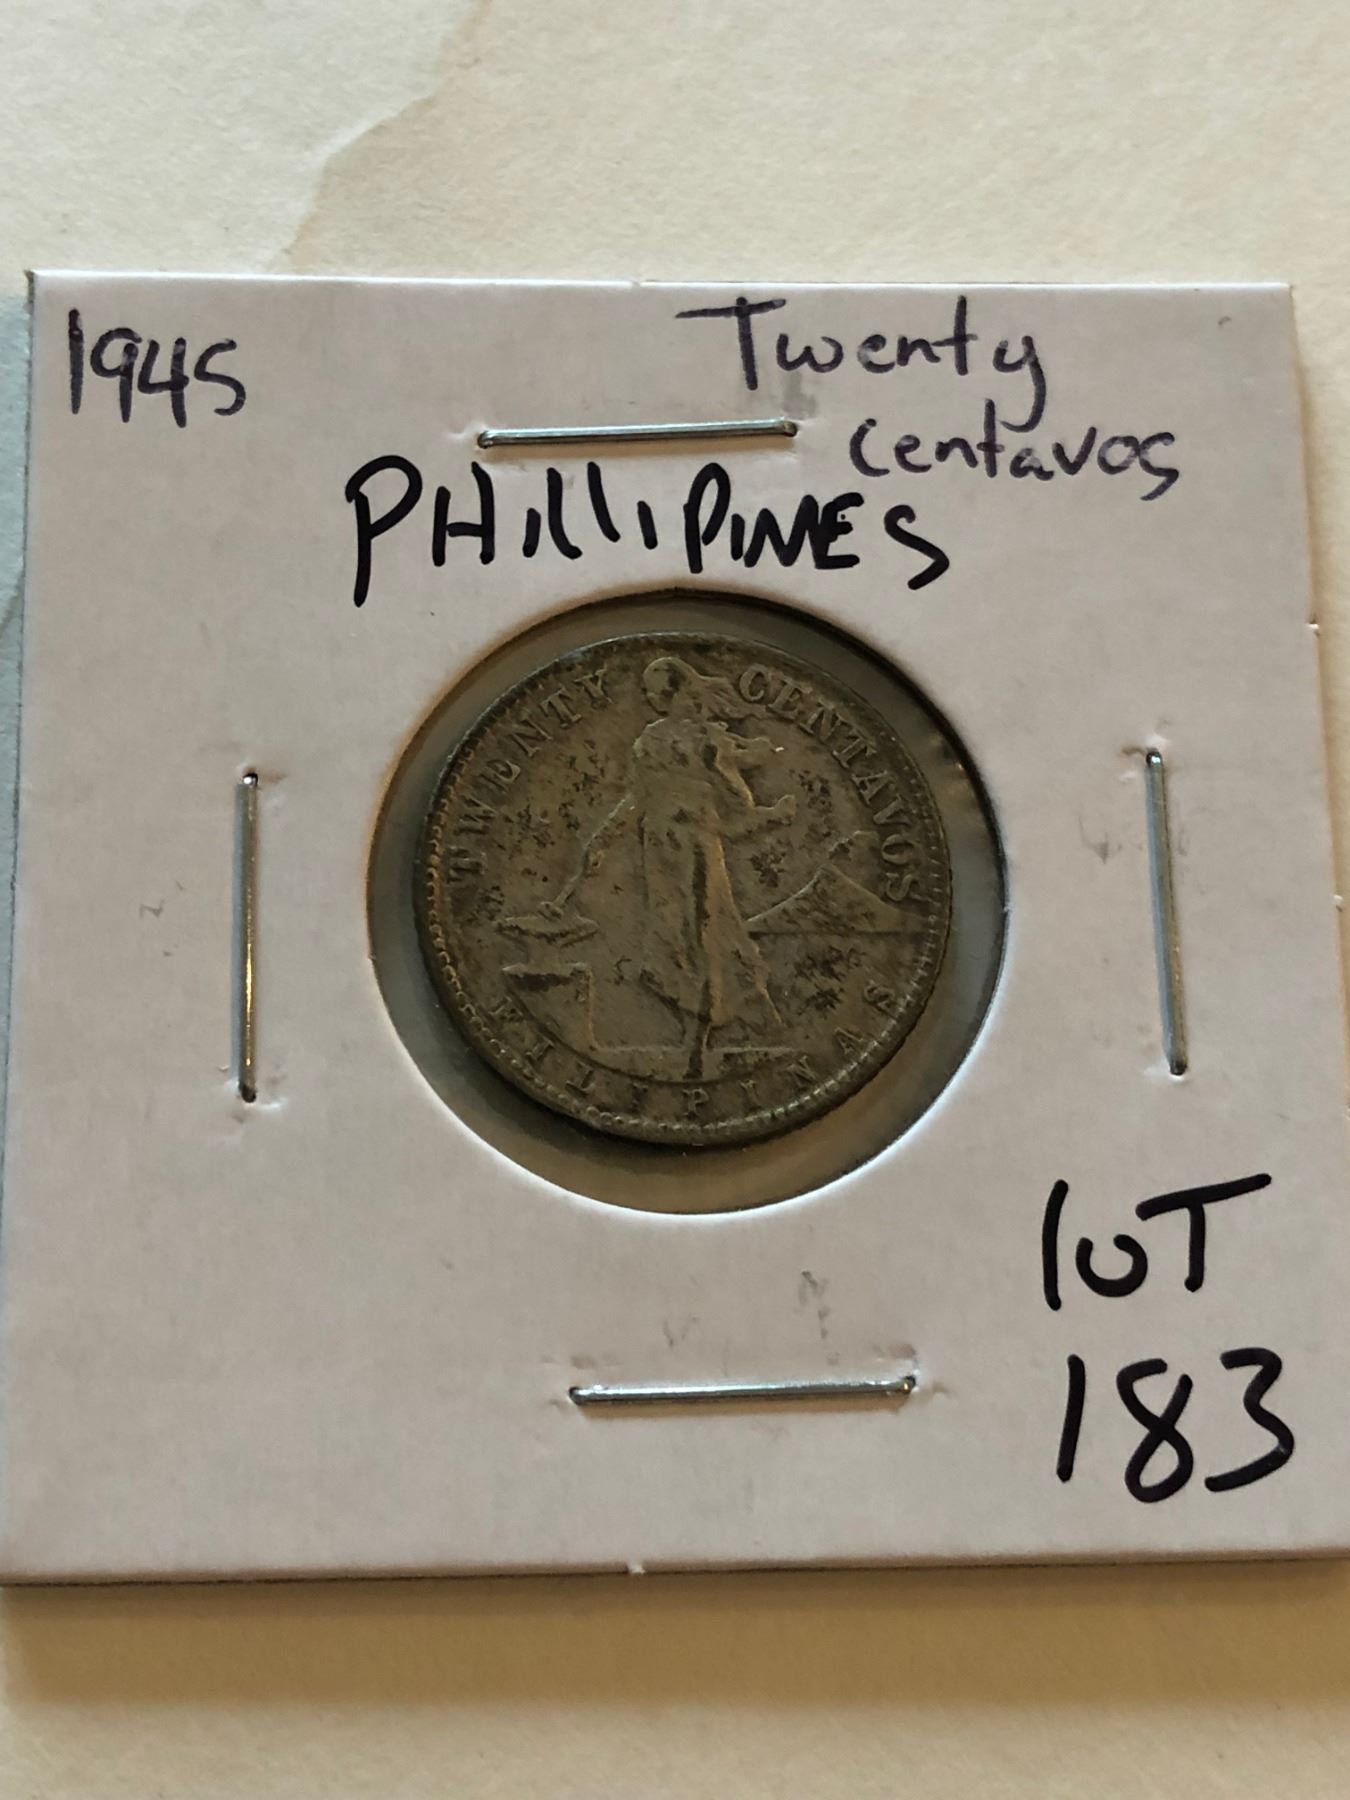 1945
Twenty
centavos
PHIllIPINES
TWENTY CENTAVOS
FILIPINAS
loT
183